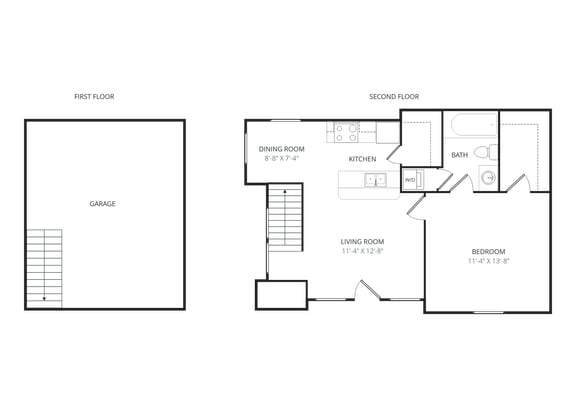 FIRST FLOOR
SECOND FLOOR
DINING ROOM
8'-8" X 7'-4"
KITCHEN
BATH
W/D
GARAGE
LIVING ROOM
11'-4" X 12'-8"
BEDROOM
11'-4" X 13'-8"